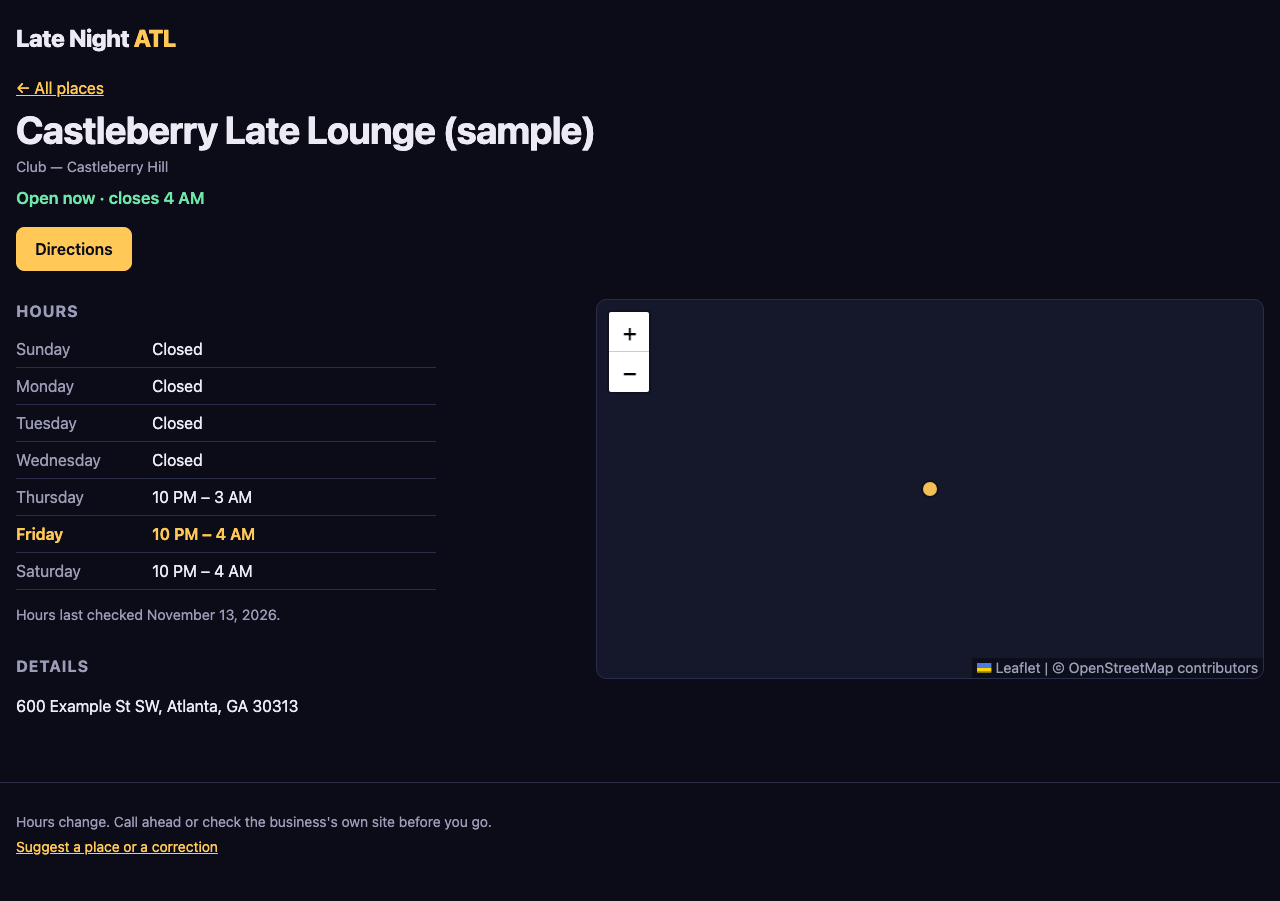 Late Night ATL
← All places
Castleberry Late Lounge (sample)
Club — Castleberry Hill
Open now · closes 4 AM
Directions
HOURS
Sunday Closed
Monday Closed
Tuesday Closed
Wednesday Closed
Thursday 10 PM – 3 AM
Friday 10 PM – 4 AM
Saturday 10 PM – 4 AM
Hours last checked November 13, 2026.
DETAILS
600 Example St SW, Atlanta, GA 30313
+
−
Leaflet | © OpenStreetMap contributors
Hours change. Call ahead or check the business's own site before you go.
Suggest a place or a correction